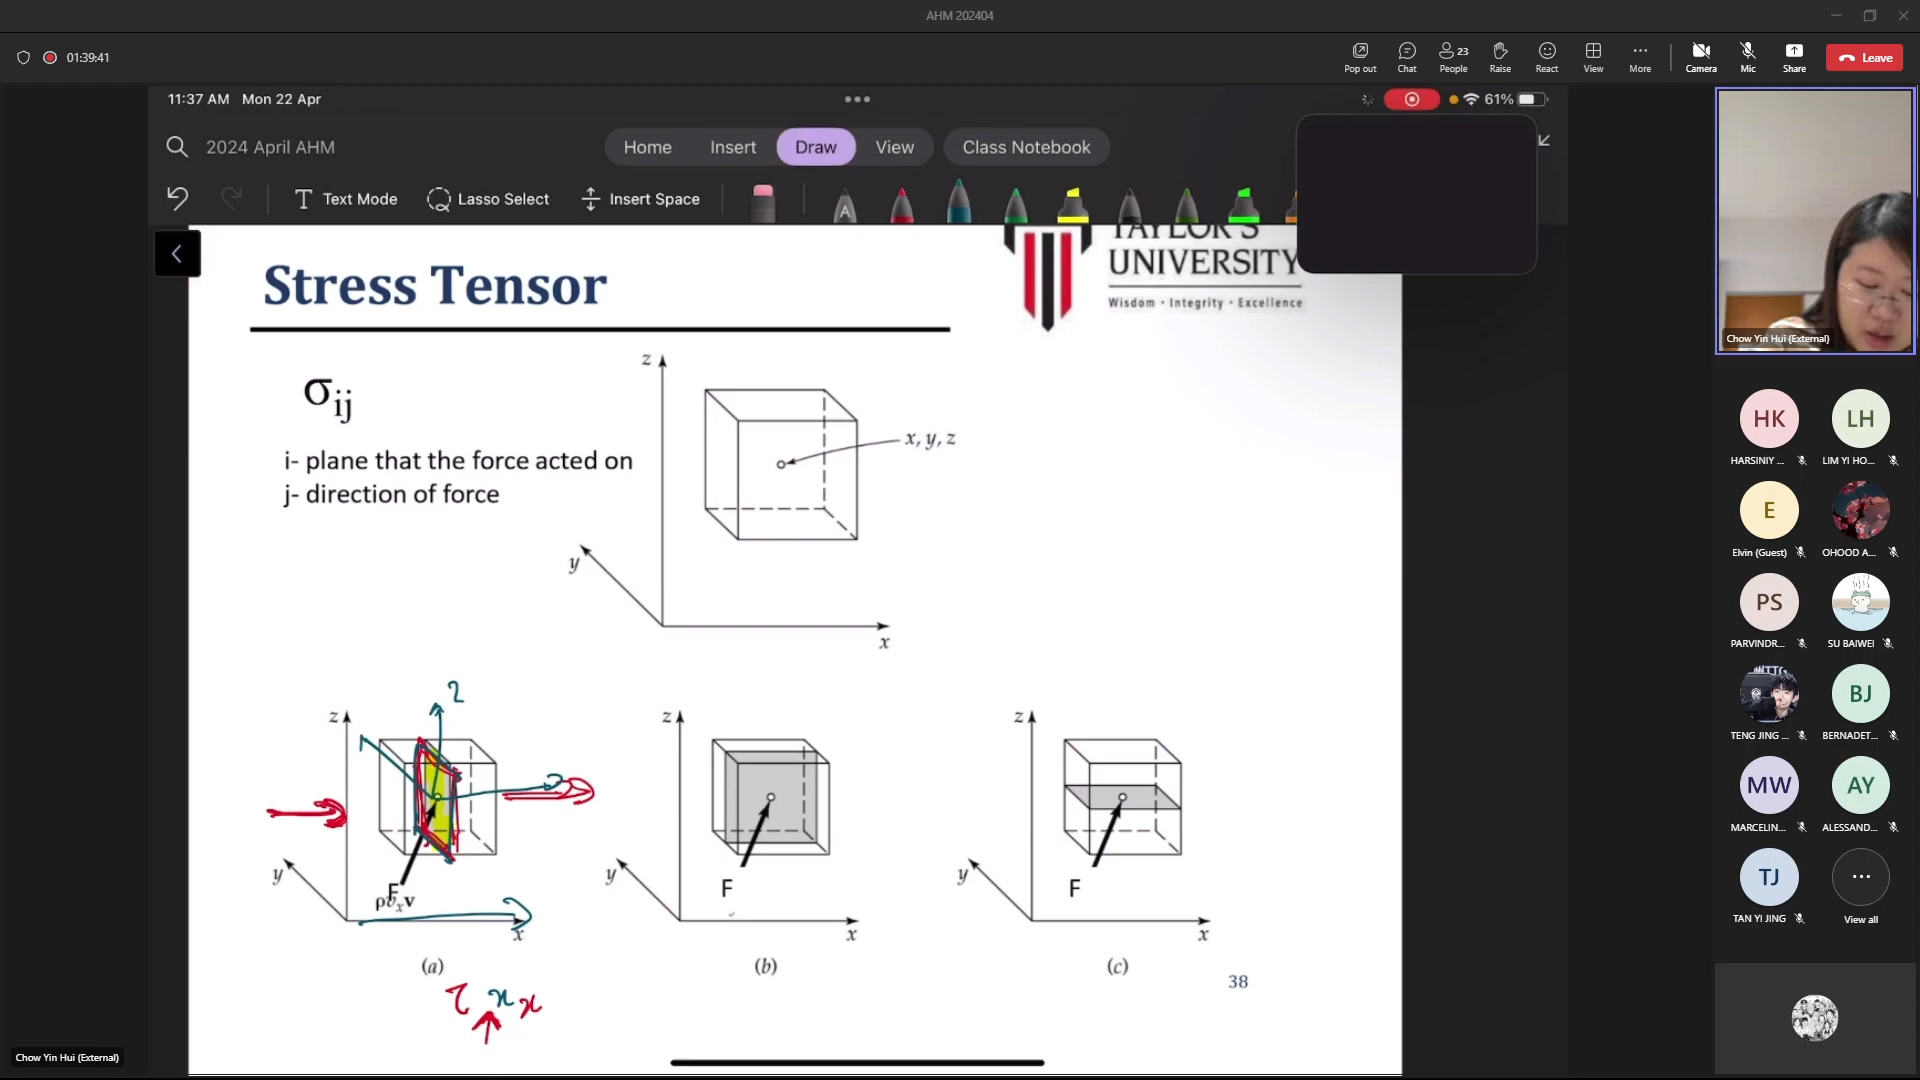 AHM 202404
01:39:41
Pop out
Chat
23
People
Raise
React
View
More
Camera
Mic
Share
Leave
11:37 AM Mon 22 Apr
61%
2024 April AHM
Home
Insert
Draw
View
Class Notebook
Text Mode
Lasso Select
Insert Space
A
TAYLOR'S
UNIVERSITY
Wisdom · Integrity · Excellence
Stress Tensor
σij
i- plane that the force acted on
j- direction of force
z
x, y, z
y
x
z
y
F
ρvxv
x
(a)
τxx
z
y
F
x
(b)
z
y
F
x
(c)
38
Chow Yin Hui (External)
HK
HARSINIY ...
LH
LIM YI HO...
E
Elvin (Guest)
OHOOD A...
PS
PARVINDR...
SU BAIWEI
TENG JING ...
BJ
BERNADET...
MW
MARCELIN...
AY
ALESSAND...
TJ
TAN YI JING
View all
Chow Yin Hui (External)